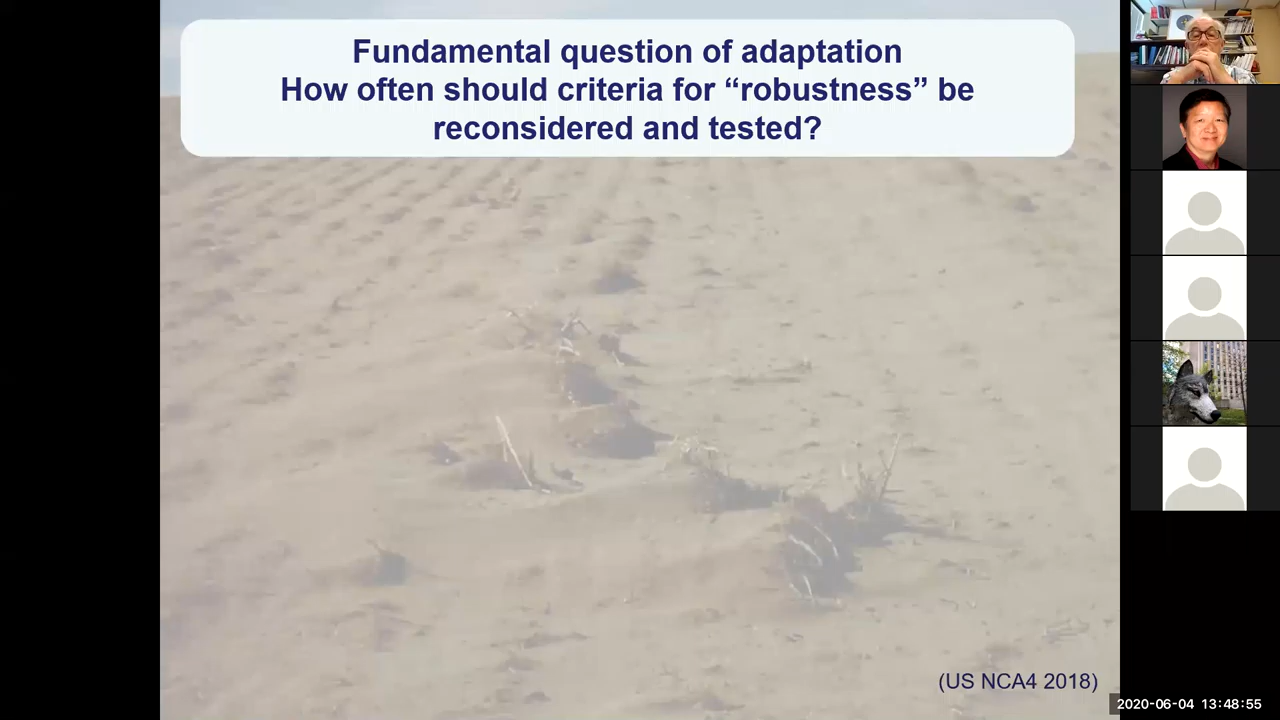 Fundamental question of adaptation
How often should criteria for “robustness” be
reconsidered and tested?
(US NCA4 2018)
2020-06-04 13:48:55